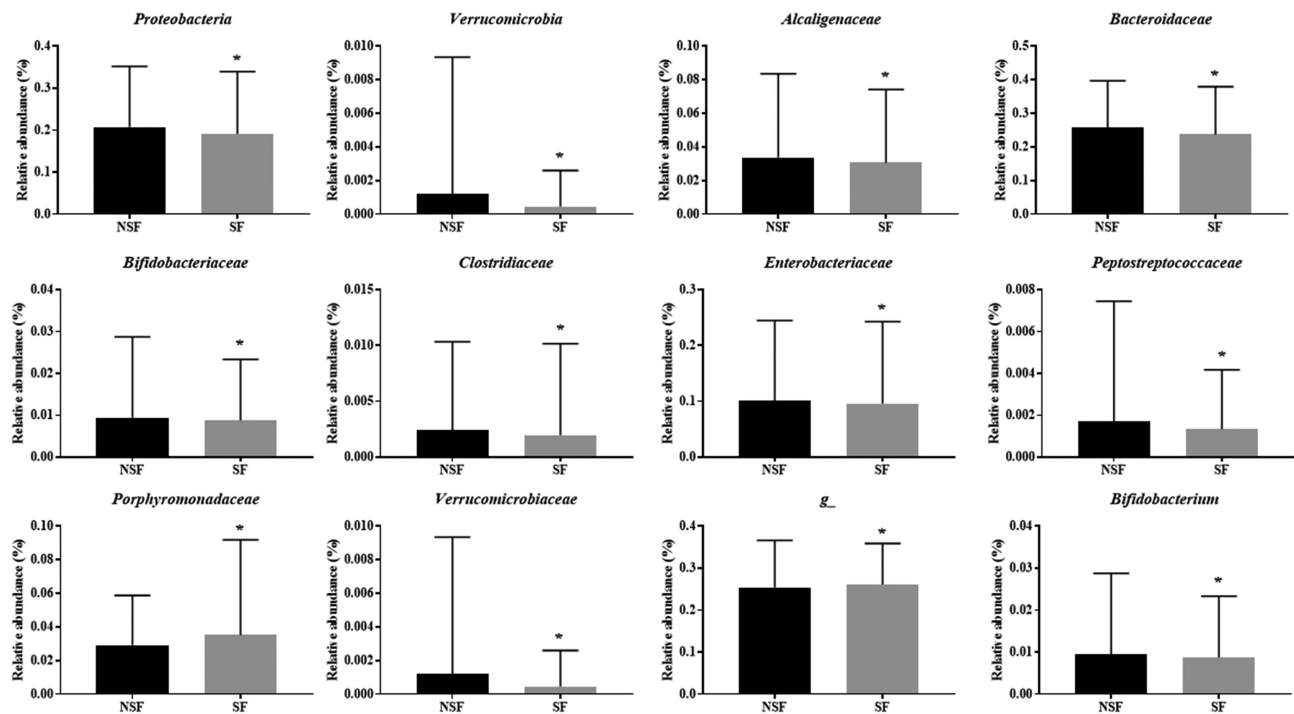 Proteobacteria
Relative abundance (%)
0.4
0.3
0.2
0.1
0.0
*
NSF SF
Verrucomicrobia
Relative abundance (%)
0.010
0.008
0.006
0.004
0.002
0.000
*
NSF SF
Alcaligenaceae
Relative abundance (%)
0.10
0.08
0.06
0.04
0.02
0.00
*
NSF SF
Bacteroidaceae
Relative abundance (%)
0.5
0.4
0.3
0.2
0.1
0.0
*
NSF SF
Bifidobacteriaceae
Relative abundance (%)
0.04
0.03
0.02
0.01
0.00
*
NSF SF
Clostridiaceae
Relative abundance (%)
0.015
0.010
0.005
0.000
*
NSF SF
Enterobacteriaceae
Relative abundance (%)
0.3
0.2
0.1
0.0
*
NSF SF
Peptostreptococcaceae
Relative abundance (%)
0.008
0.006
0.004
0.002
0.000
*
NSF SF
Porphyromonadaceae
Relative abundance (%)
0.10
0.08
0.06
0.04
0.02
0.00
*
NSF SF
Verrucomicrobiaceae
Relative abundance (%)
0.010
0.008
0.006
0.004
0.002
0.000
*
NSF SF
g_
Relative abundance (%)
0.4
0.3
0.2
0.1
0.0
*
NSF SF
Bifidobacterium
Relative abundance (%)
0.04
0.03
0.02
0.01
0.00
*
NSF SF